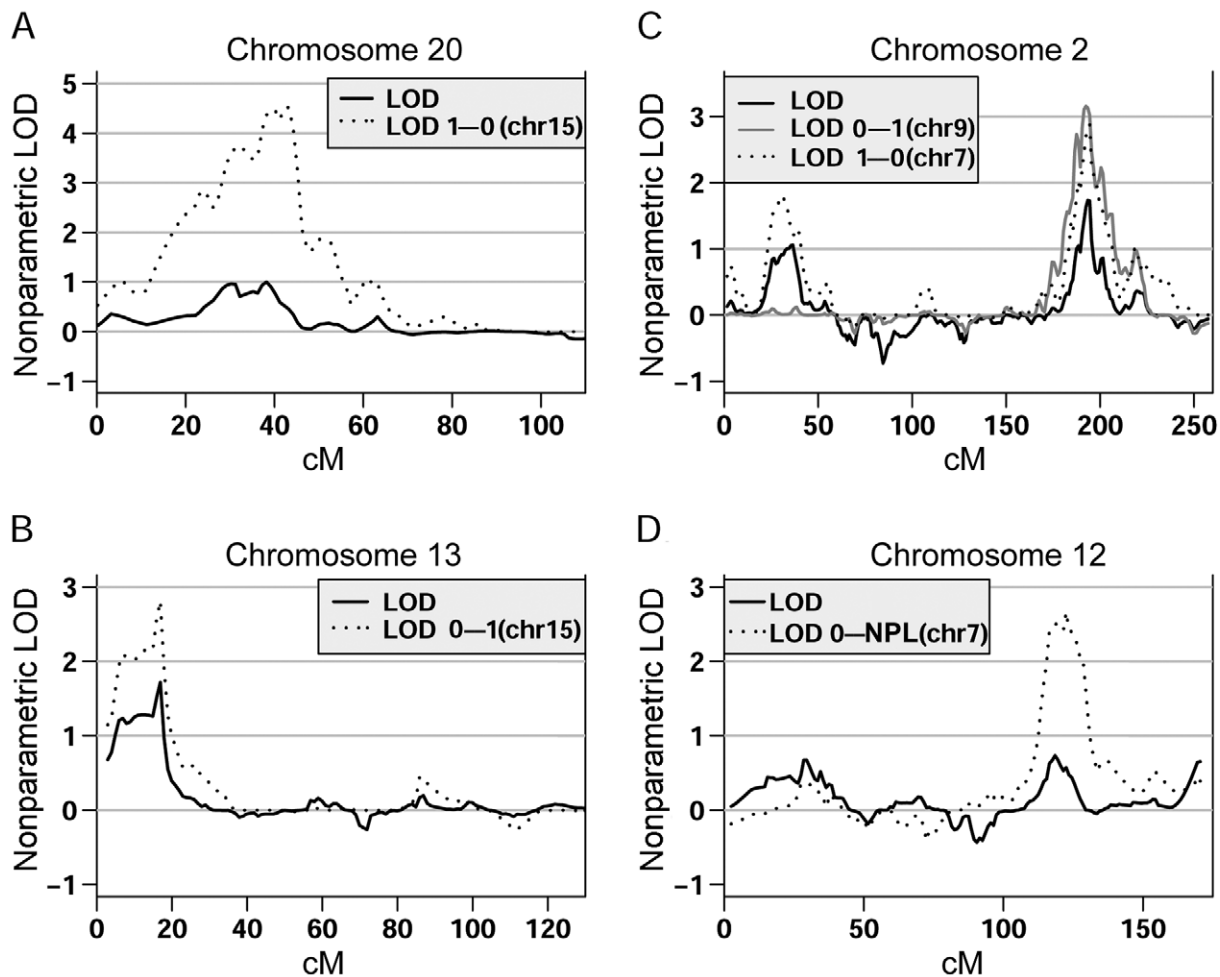 A
Chromosome 20
Nonparametric LOD
5
4
3
2
1
0
−1
LOD
LOD 1—0 (chr15)
0 20 40 60 80 100
cM
C
Chromosome 2
Nonparametric LOD
3
2
1
0
−1
LOD
LOD 0—1(chr9)
LOD 1—0(chr7)
0 50 100 150 200 250
cM
B
Chromosome 13
Nonparametric LOD
3
2
1
0
−1
LOD
LOD 0—1(chr15)
0 20 40 60 80 100 120
cM
D
Chromosome 12
Nonparametric LOD
3
2
1
0
−1
LOD
LOD 0—NPL(chr7)
0 50 100 150
cM